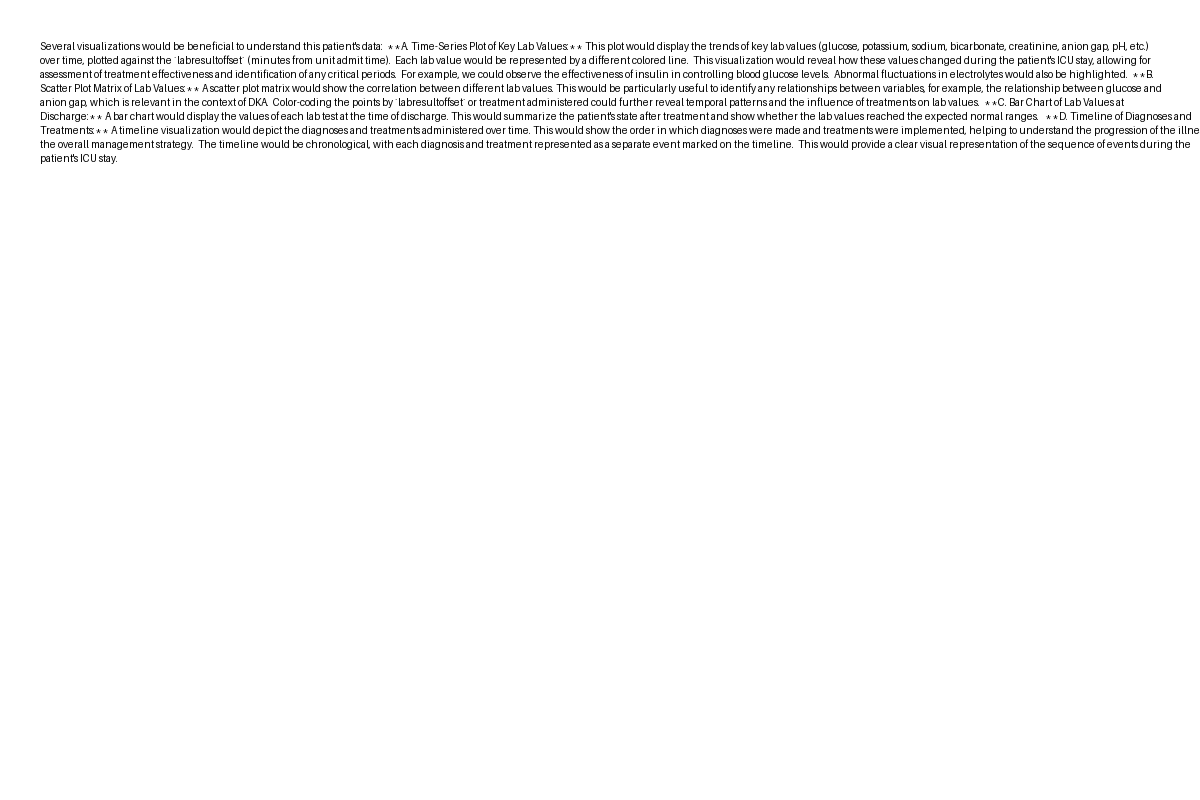 Several visualizations would be beneficial to understand this patient's data:  **A. Time-Series Plot of Key Lab Values:** This plot would display the trends of key lab values (glucose, potassium, sodium, bicarbonate, creatinine, anion gap, pH, etc.)
over time, plotted against the `labresultoffset` (minutes from unit admit time).  Each lab value would be represented by a different colored line.  This visualization would reveal how these values changed during the patient's ICU stay, allowing for
assessment of treatment effectiveness and identification of any critical periods.  For example, we could observe the effectiveness of insulin in controlling blood glucose levels.  Abnormal fluctuations in electrolytes would also be highlighted.  **B.
Scatter Plot Matrix of Lab Values:** A scatter plot matrix would show the correlation between different lab values. This would be particularly useful to identify any relationships between variables, for example, the relationship between glucose and
anion gap, which is relevant in the context of DKA.  Color-coding the points by `labresultoffset` or treatment administered could further reveal temporal patterns and the influence of treatments on lab values.  **C. Bar Chart of Lab Values at
Discharge:** A bar chart would display the values of each lab test at the time of discharge. This would summarize the patient's state after treatment and show whether the lab values reached the expected normal ranges.  **D. Timeline of Diagnoses and
Treatments:** A timeline visualization would depict the diagnoses and treatments administered over time. This would show the order in which diagnoses were made and treatments were implemented, helping to understand the progression of the illne
the overall management strategy.  The timeline would be chronological, with each diagnosis and treatment represented as a separate event marked on the timeline.  This would provide a clear visual representation of the sequence of events during the
patient's ICU stay.